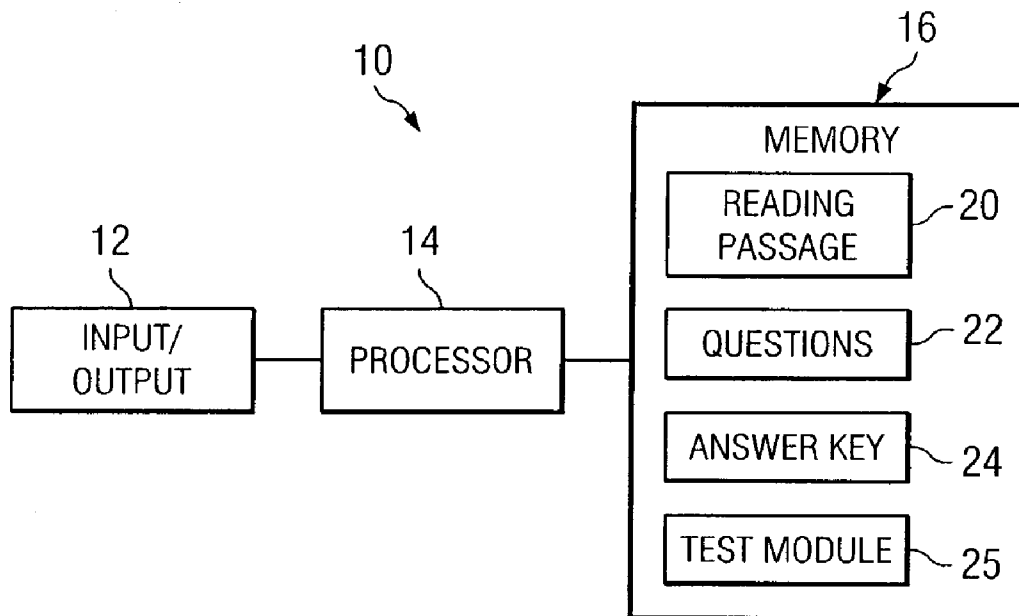 10
16
MEMORY
READING
PASSAGE
20
12
14
INPUT/
OUTPUT
PROCESSOR
QUESTIONS
22
ANSWER KEY
24
TEST MODULE
25